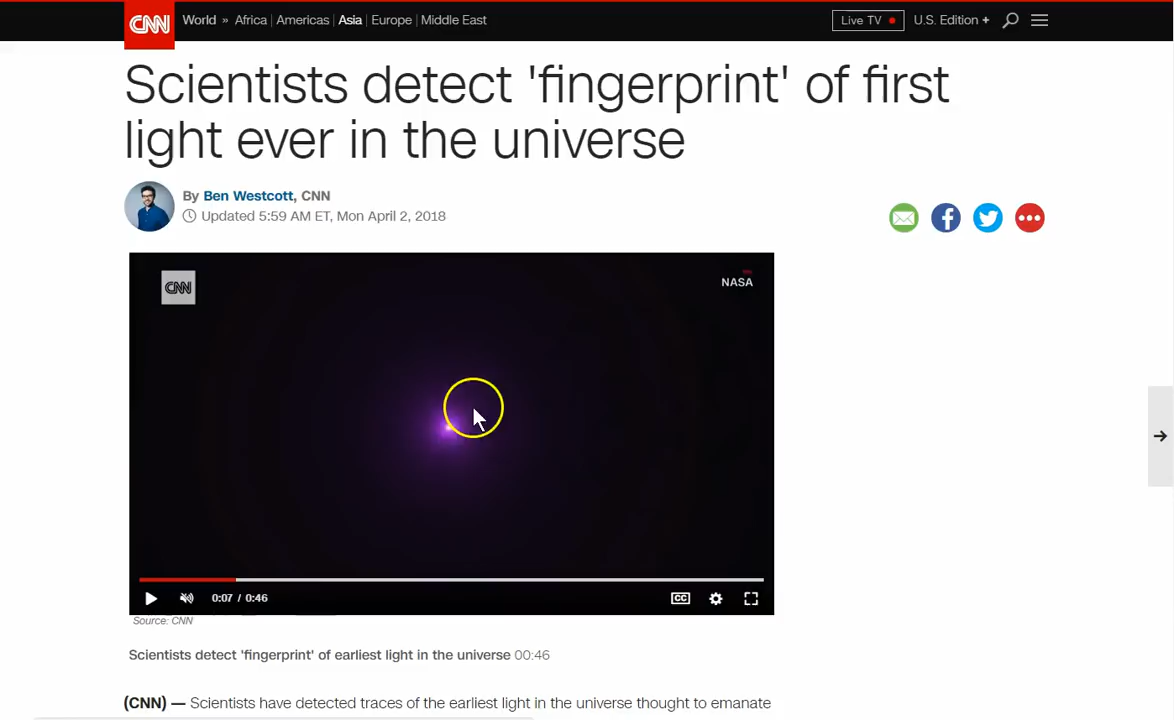 CNN World » Africa | Americas | Asia | Europe | Middle East Live TV U.S. Edition +
Scientists detect 'fingerprint' of first
light ever in the universe
By Ben Westcott, CNN
Updated 5:59 AM ET, Mon April 2, 2018
CNN
NASA
0:07 / 0:46 CC
Source: CNN
Scientists detect 'fingerprint' of earliest light in the universe 00:46
(CNN) — Scientists have detected traces of the earliest light in the universe thought to emanate